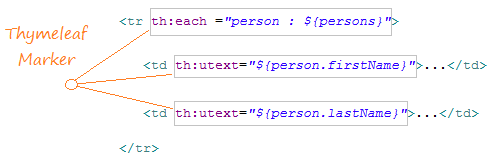 Thymeleaf
Marker
<tr th:each ="person : ${persons}">
<td th:utext="${person.firstName}">...</td>
<td th:utext="${person.lastName}">...</td>
</tr>